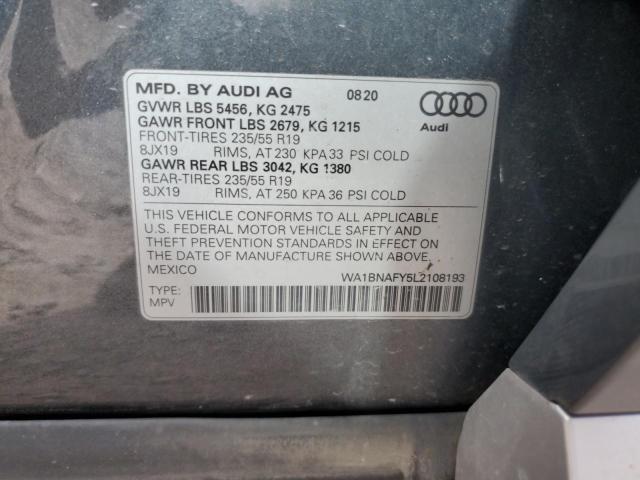 MFD. BY AUDI AG 08 20
GVWR LBS 5456, KG 2475
GAWR FRONT LBS 2679, KG 1215
FRONT-TIRES 235/55 R19
8JX19 RIMS, AT 230 KPA 33 PSI COLD
GAWR REAR LBS 3042, KG 1380
REAR-TIRES 235/55 R19
8JX19 RIMS, AT 250 KPA 36 PSI COLD
Audi
THIS VEHICLE CONFORMS TO ALL APPLICABLE
U.S. FEDERAL MOTOR VEHICLE SAFETY AND
THEFT PREVENTION STANDARDS IN EFFECT ON
THE DATE OF MANUFACTURE SHOWN ABOVE.
MEXICO
WA1BNAFY5L2108193
TYPE:
MPV